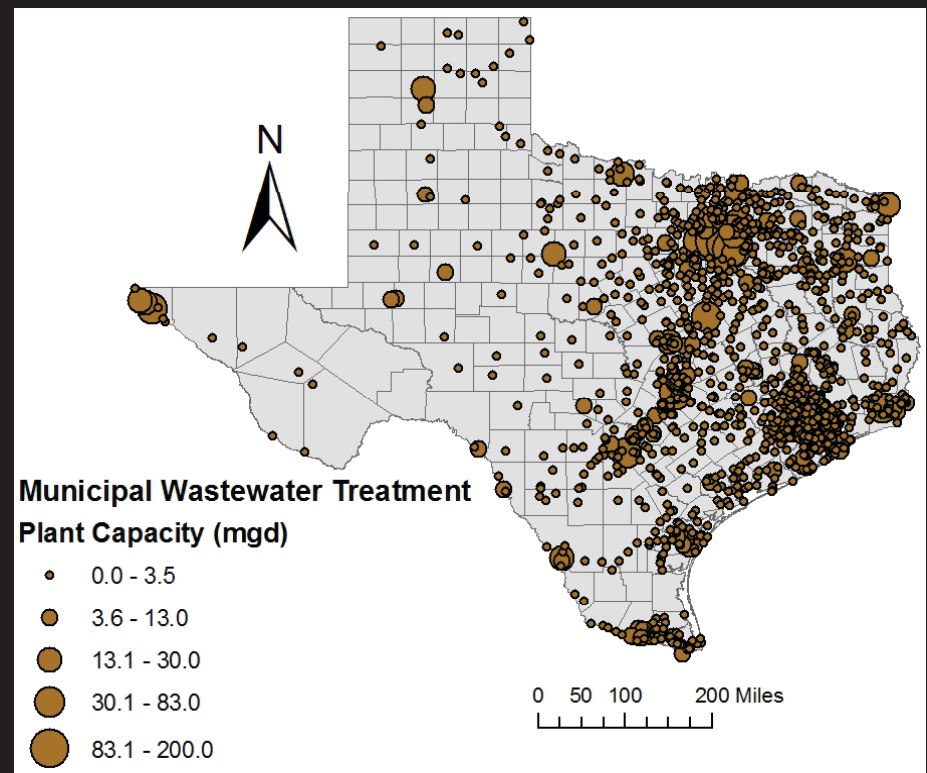 N
Municipal Wastewater Treatment
Plant Capacity (mgd)
0.0 - 3.5
3.6 - 13.0
13.1 - 30.0
30.1 - 83.0
83.1 - 200.0
0 50 100 200 Miles